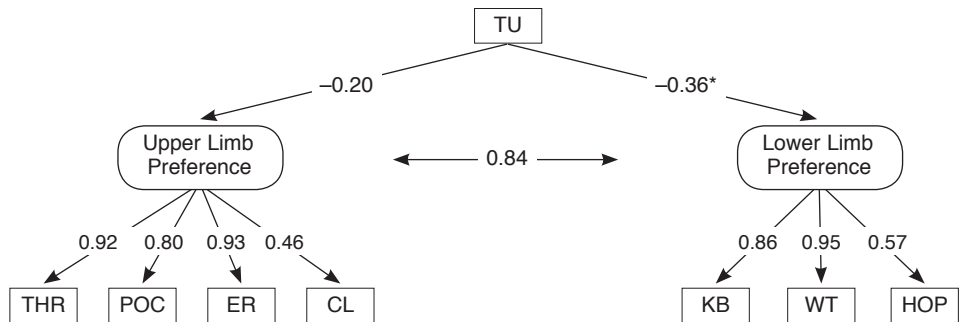 TU
–0.20
–0.36*
Upper Limb
Preference
0.84
Lower Limb
Preference
0.92 0.80 0.93 0.46
0.86 0.95 0.57
THR POC ER CL
KB WT HOP